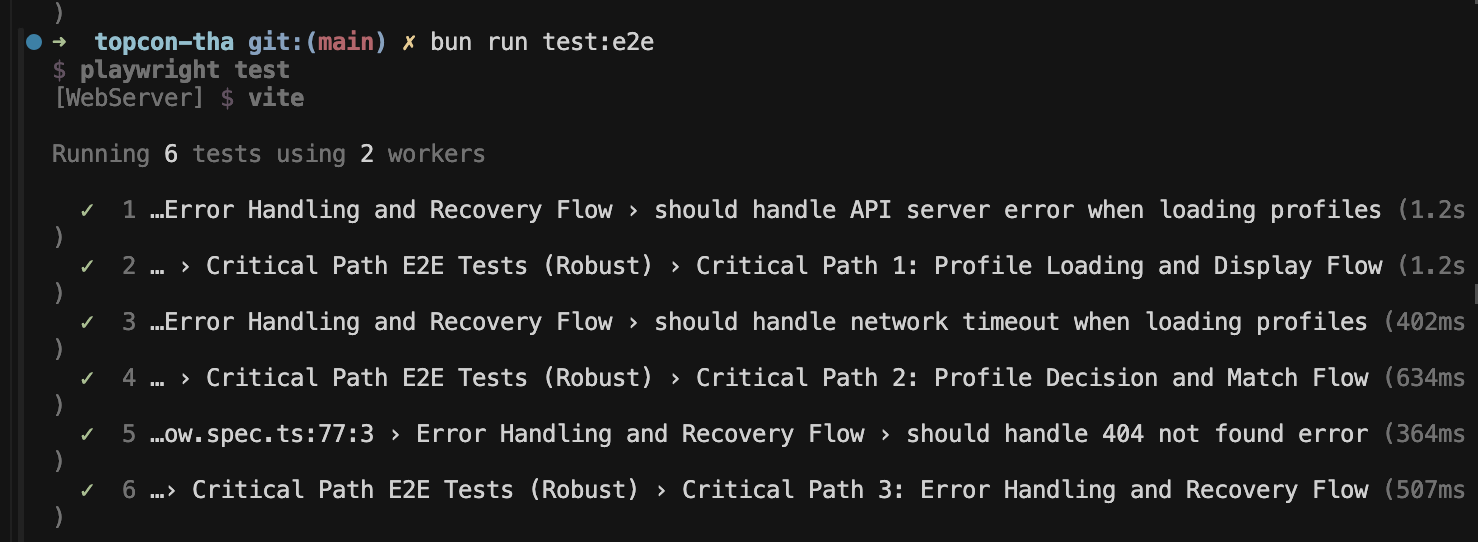 )
➜  topcon-tha git:(main) ✗ bun run test:e2e
$ playwright test
[WebServer] $ vite
Running 6 tests using 2 workers
✓  1 …Error Handling and Recovery Flow › should handle API server error when loading profiles (1.2s
)
✓  2 … › Critical Path E2E Tests (Robust) › Critical Path 1: Profile Loading and Display Flow (1.2s
)
✓  3 …Error Handling and Recovery Flow › should handle network timeout when loading profiles (402ms
)
✓  4 … › Critical Path E2E Tests (Robust) › Critical Path 2: Profile Decision and Match Flow (634ms
)
✓  5 …ow.spec.ts:77:3 › Error Handling and Recovery Flow › should handle 404 not found error (364ms
)
✓  6 …› Critical Path E2E Tests (Robust) › Critical Path 3: Error Handling and Recovery Flow (507ms
)